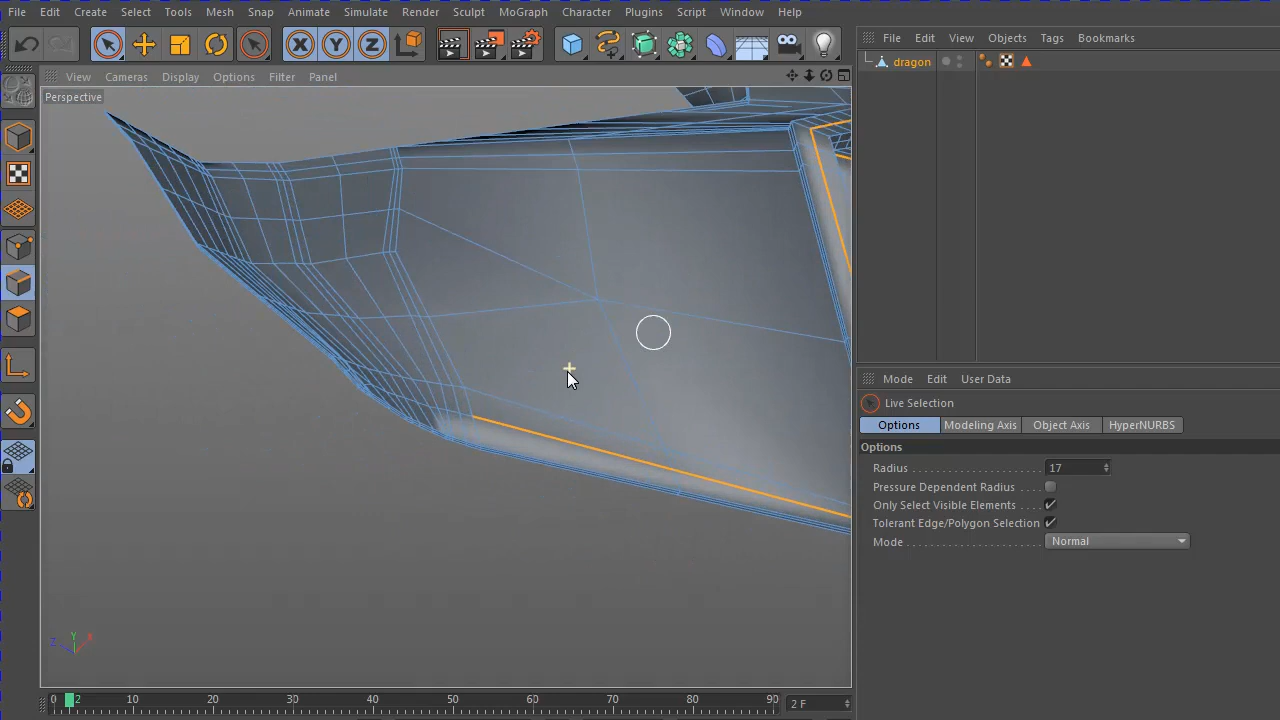 File Edit Create Select Tools Mesh Snap Animate Simulate Render Sculpt MoGraph Character Plugins Script Window Help
X Y Z
File Edit View Objects Tags Bookmarks
dragon
View Cameras Display Options Filter Panel
Perspective
Mode Edit User Data
Live Selection
Options Modeling Axis Object Axis HyperNURBS
Options
Radius 17
Pressure Dependent Radius
Only Select Visible Elements
Tolerant Edge/Polygon Selection
Mode Normal
Z Y X
0 2 10 20 30 40 50 60 70 80 90 2 F